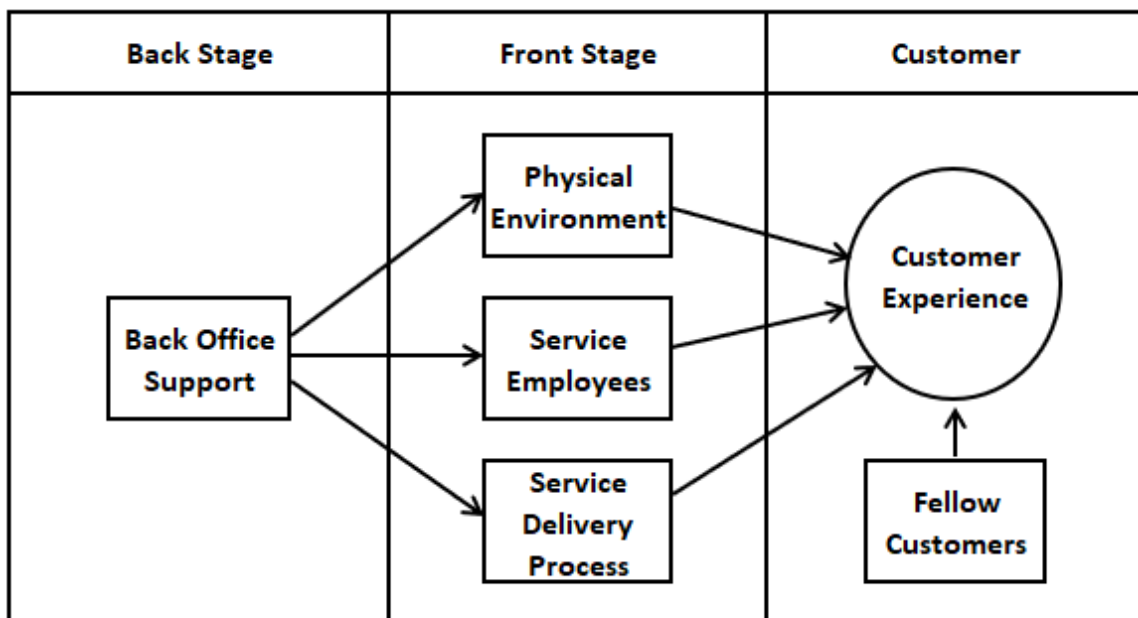 Back Stage
Front Stage
Customer
Physical
Environment
Customer
Experience
Back Office
Support
Service
Employees
Service
Delivery
Process
Fellow
Customers